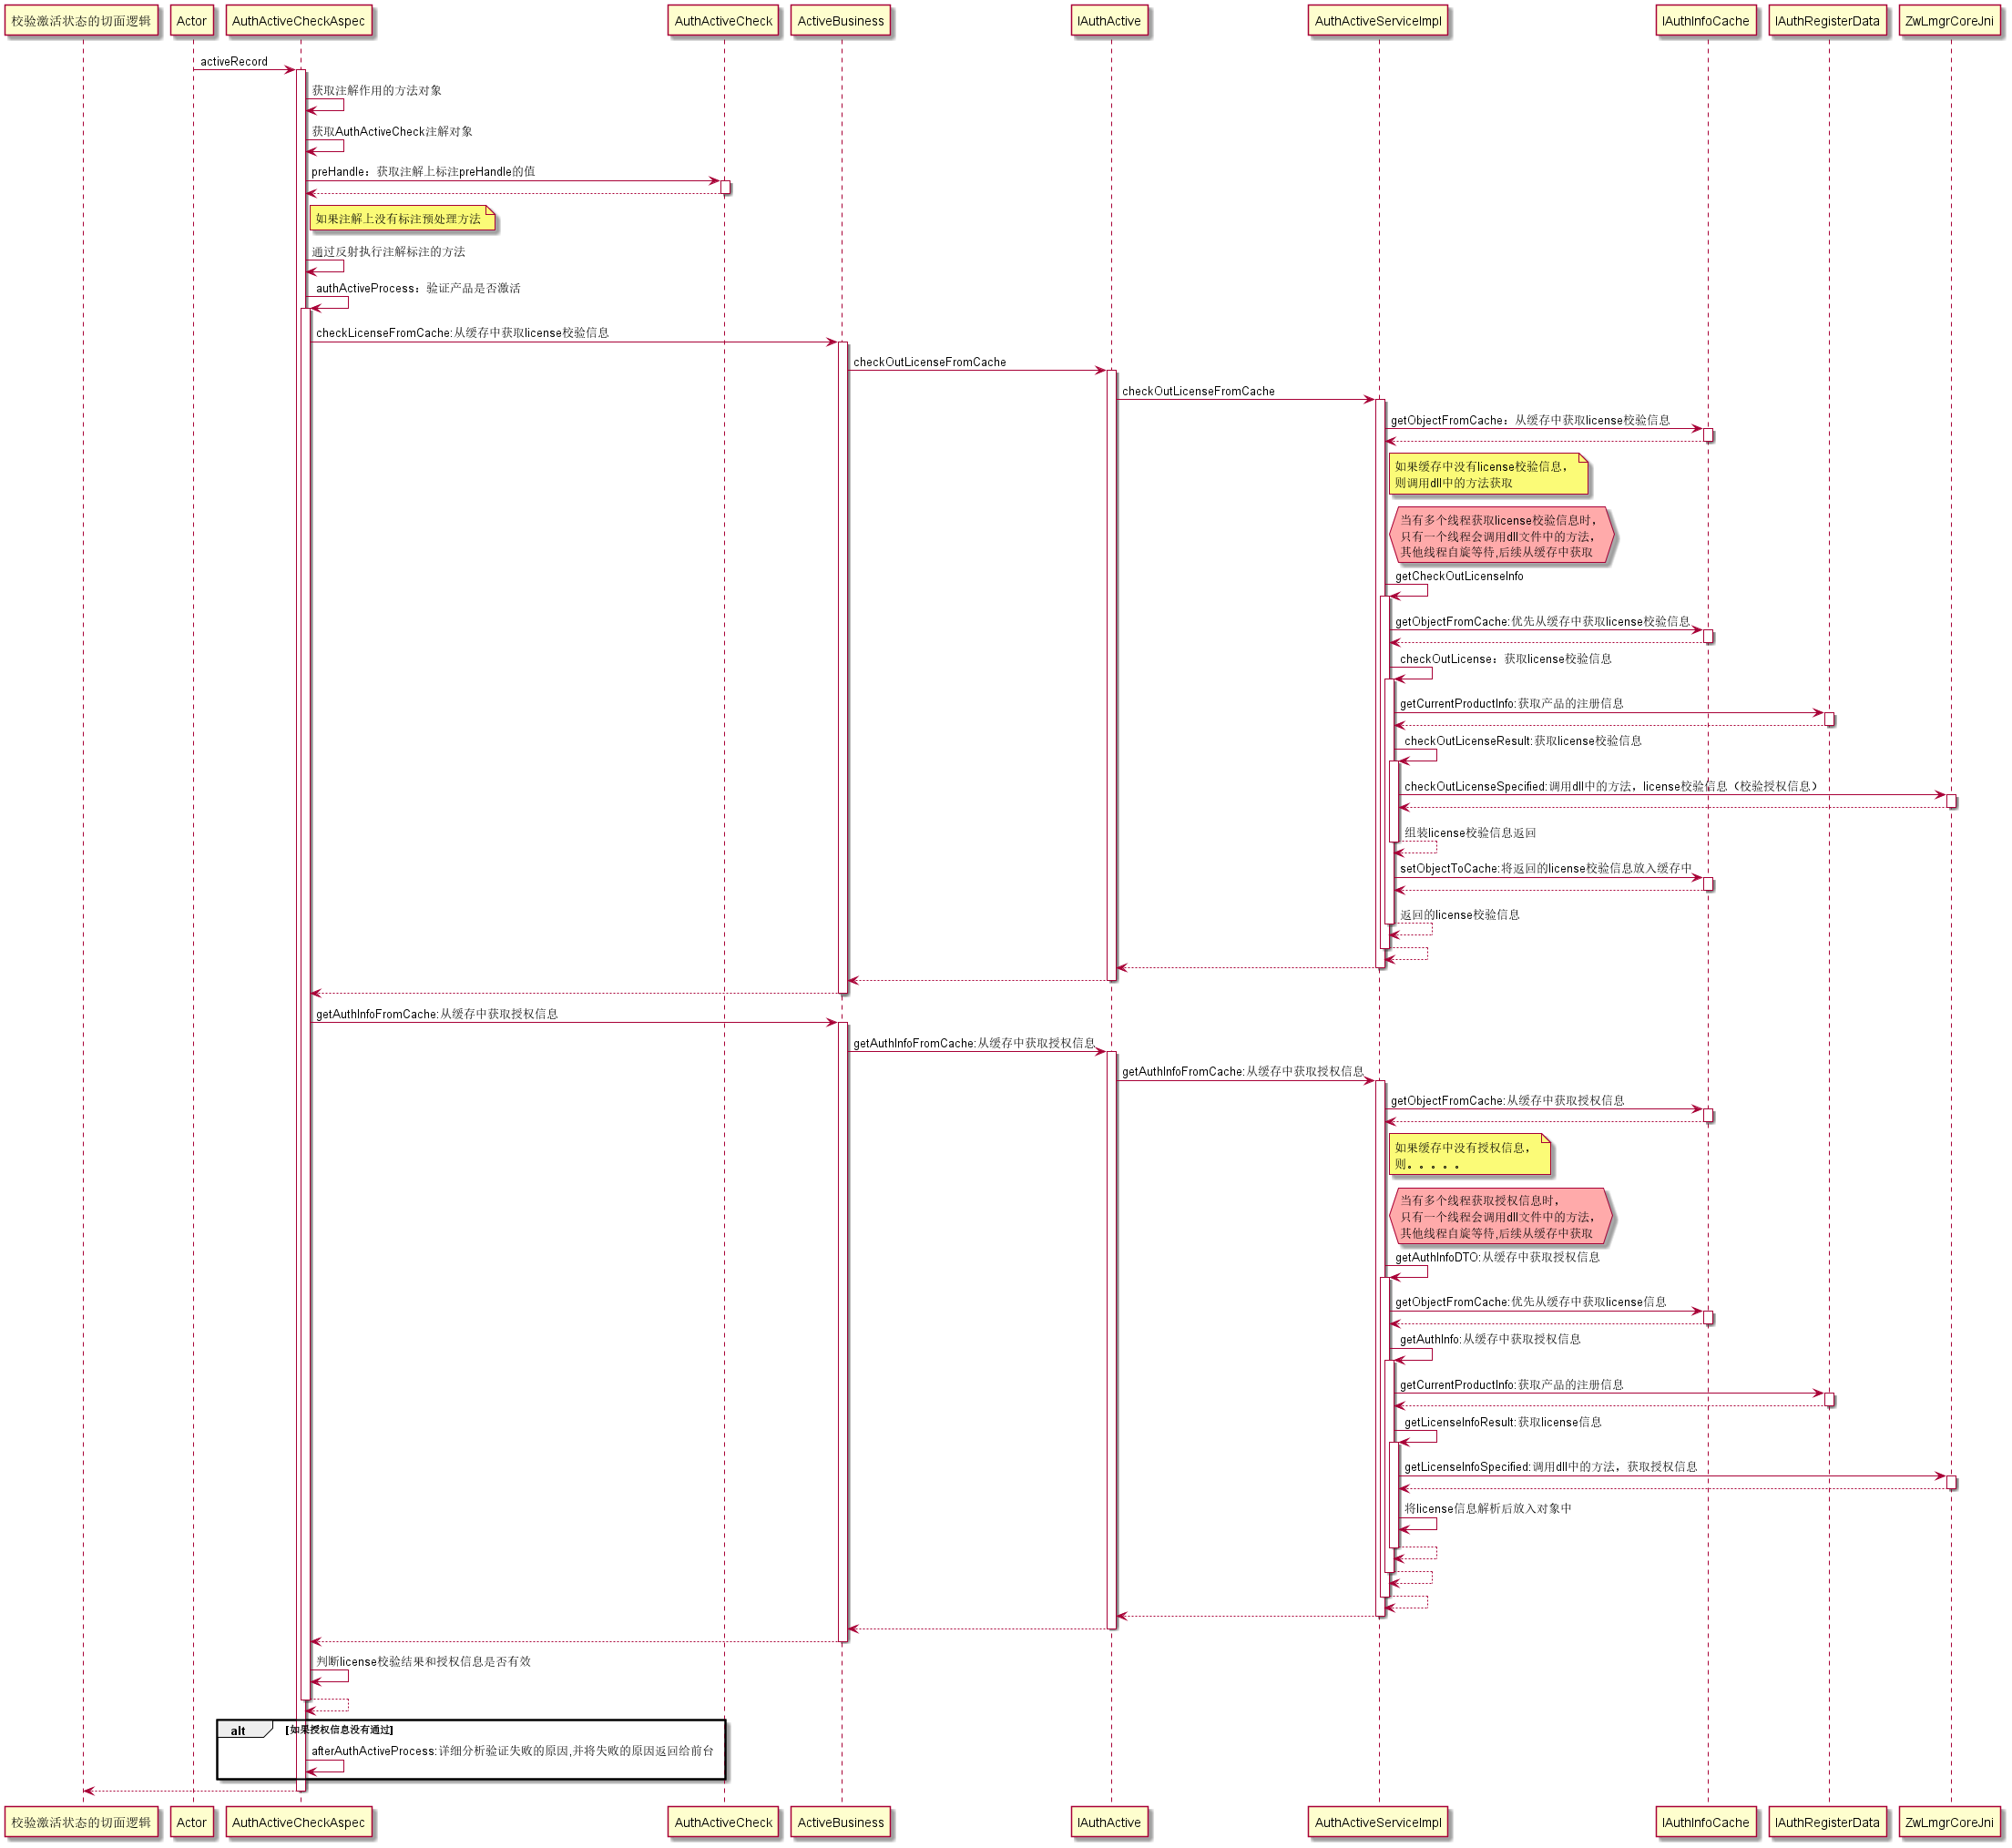 校验激活状态的切面逻辑
Actor
AuthActiveCheckAspec
AuthActiveCheck
ActiveBusiness
IAuthActive
AuthActiveServiceImpl
IAuthInfoCache
IAuthRegisterData
ZwLmgrCoreJni
activeRecord
获取注解作用的方法对象
获取AuthActiveCheck注解对象
preHandle：获取注解上标注preHandle的值
如果注解上没有标注预处理方法
通过反射执行注解标注的方法
authActiveProcess：验证产品是否激活
checkLicenseFromCache:从缓存中获取license校验信息
checkOutLicenseFromCache
checkOutLicenseFromCache
getObjectFromCache：从缓存中获取license校验信息
如果缓存中没有license校验信息，
则调用dll中的方法获取
当有多个线程获取license校验信息时，
只有一个线程会调用dll文件中的方法，
其他线程自旋等待,后续从缓存中获取
getCheckOutLicenseInfo
getObjectFromCache:优先从缓存中获取license校验信息
checkOutLicense：获取license校验信息
getCurrentProductInfo:获取产品的注册信息
checkOutLicenseResult:获取license校验信息
checkOutLicenseSpecified:调用dll中的方法，license校验信息（校验授权信息）
组装license校验信息返回
setObjectToCache:将返回的license校验信息放入缓存中
返回的license校验信息
getAuthInfoFromCache:从缓存中获取授权信息
getAuthInfoFromCache:从缓存中获取授权信息
getAuthInfoFromCache:从缓存中获取授权信息
getObjectFromCache:从缓存中获取授权信息
如果缓存中没有授权信息，
则。。。。。
当有多个线程获取授权信息时，
只有一个线程会调用dll文件中的方法，
其他线程自旋等待,后续从缓存中获取
getAuthInfoDTO:从缓存中获取授权信息
getObjectFromCache:优先从缓存中获取license信息
getAuthInfo:从缓存中获取授权信息
getCurrentProductInfo:获取产品的注册信息
getLicenseInfoResult:获取license信息
getLicenseInfoSpecified:调用dll中的方法，获取授权信息
将license信息解析后放入对象中
判断license校验结果和授权信息是否有效
alt [如果授权信息没有通过]
afterAuthActiveProcess:详细分析验证失败的原因,并将失败的原因返回给前台
校验激活状态的切面逻辑
Actor
AuthActiveCheckAspec
AuthActiveCheck
ActiveBusiness
IAuthActive
AuthActiveServiceImpl
IAuthInfoCache
IAuthRegisterData
ZwLmgrCoreJni